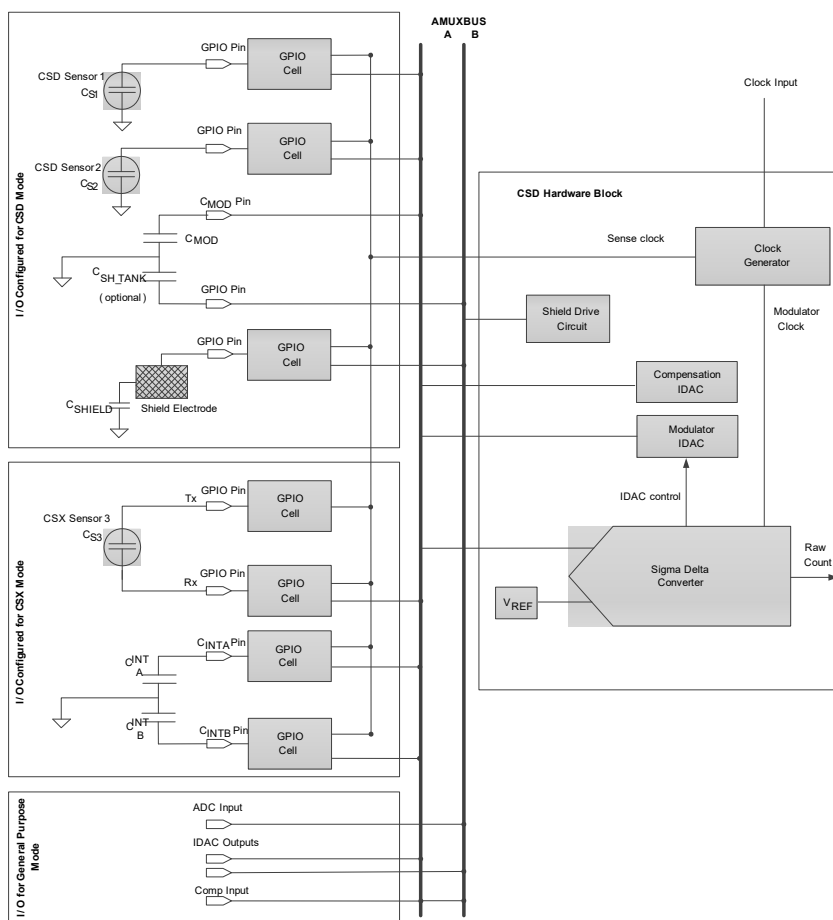 AMUXBUS
A B
I/O Configured for CSD Mode
GPIO Pin
GPIO
Cell
CSD Sensor 1
CS1
GPIO Pin
GPIO
Cell
CSD Sensor 2
CS2
CMOD Pin
CMOD
CSH_TANK
(optional)
GPIO Pin
GPIO Pin
GPIO
Cell
CSHIELD
Shield Electrode
I/O Configured for CSX Mode
Tx
GPIO Pin
GPIO
Cell
CSX Sensor 3
CS3
Rx
GPIO Pin
GPIO
Cell
CINTA Pin
GPIO
Cell
CINT
A
CINT
B
CINTB Pin
GPIO
Cell
I/O for General Purpose
Mode
ADC Input
IDAC Outputs
Comp Input
Clock Input
CSD Hardware Block
Sense clock
Clock
Generator
Shield Drive
Circuit
Modulator
Clock
Compensation
IDAC
Modulator
IDAC
IDAC control
Sigma Delta
Converter
Raw
Count
VREF